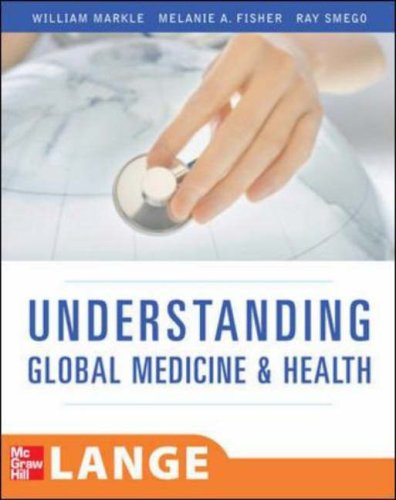 WILLIAM MARKLE MELANIE A. FISHER RAY SMEGO
UNDERSTANDING
GLOBAL MEDICINE & HEALTH
Mc
Graw
Hill
LANGE